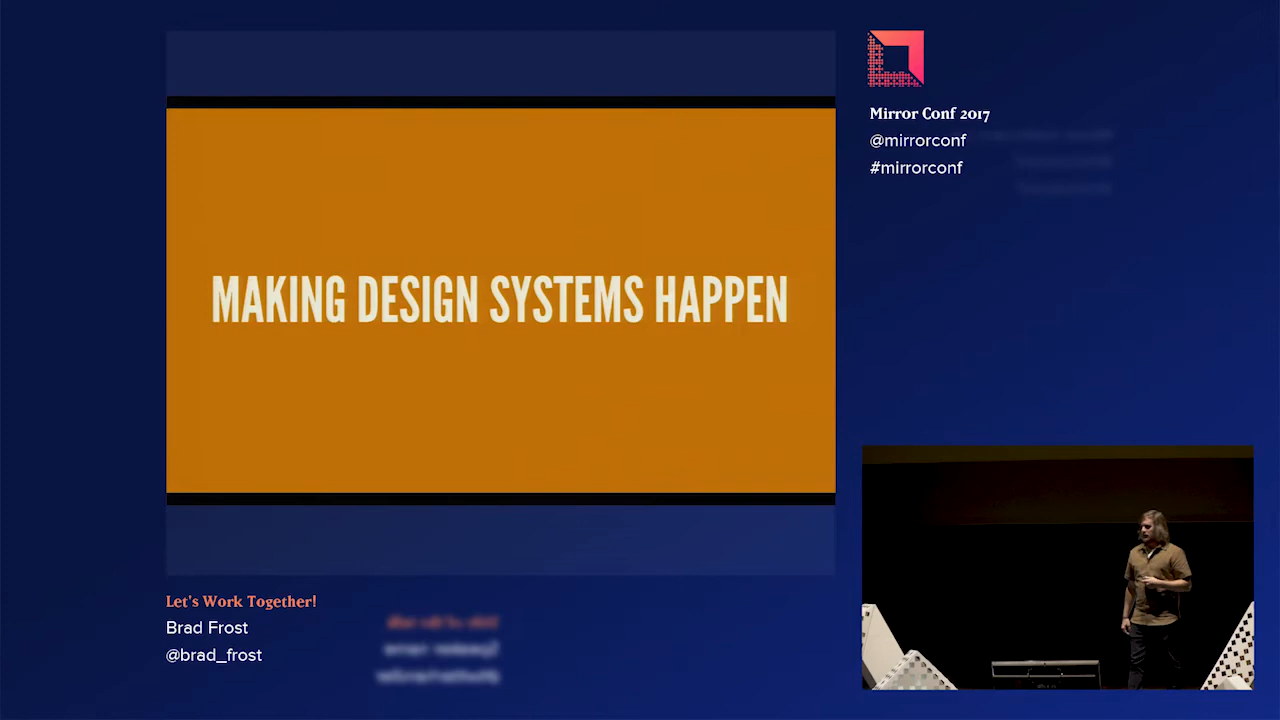 MAKING DESIGN SYSTEMS HAPPEN
Mirror Conf 2017
@mirrorconf
#mirrorconf
Let's Work Together!
Brad Frost
@brad_frost